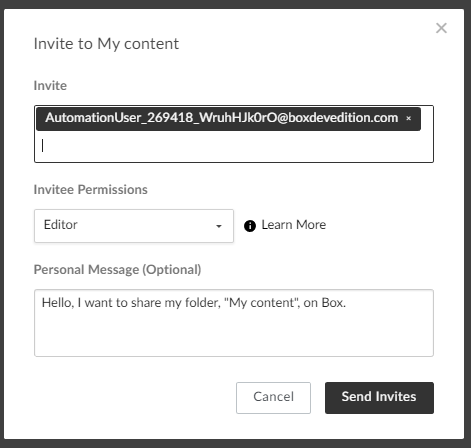 Invite to My content
Invite
AutomationUser_269418_WruhHJk0rO@boxdevedition.com ×
Invitee Permissions
Editor
Learn More
Personal Message (Optional)
Hello, I want to share my folder, "My content", on Box.
Cancel
Send Invites